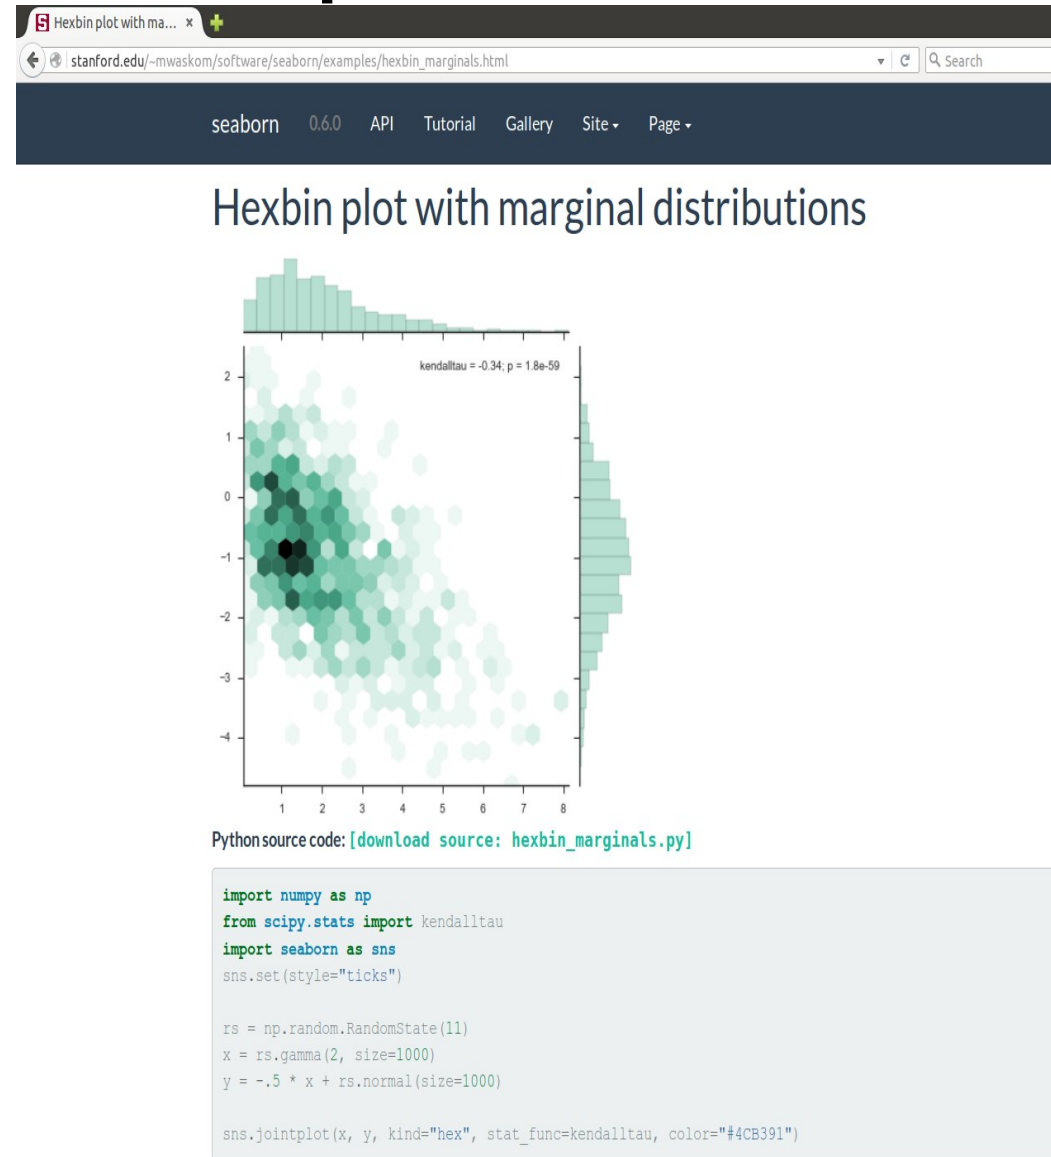 Hexbin plot with ma... ×
stanford.edu/~mwaskom/software/seaborn/examples/hexbin_marginals.html
Search
seaborn 0.6.0 API Tutorial Gallery Site Page
Hexbin plot with marginal distributions
kendalltau = -0.34; p = 1.8e-59
2
1
0
−1
−2
−3
−4
1 2 3 4 5 6 7 8
Python source code: [download source: hexbin_marginals.py]
import numpy as np
from scipy.stats import kendalltau
import seaborn as sns
sns.set(style="ticks")
rs = np.random.RandomState(11)
x = rs.gamma(2, size=1000)
y = -.5 * x + rs.normal(size=1000)
sns.jointplot(x, y, kind="hex", stat_func=kendalltau, color="#4CB391")